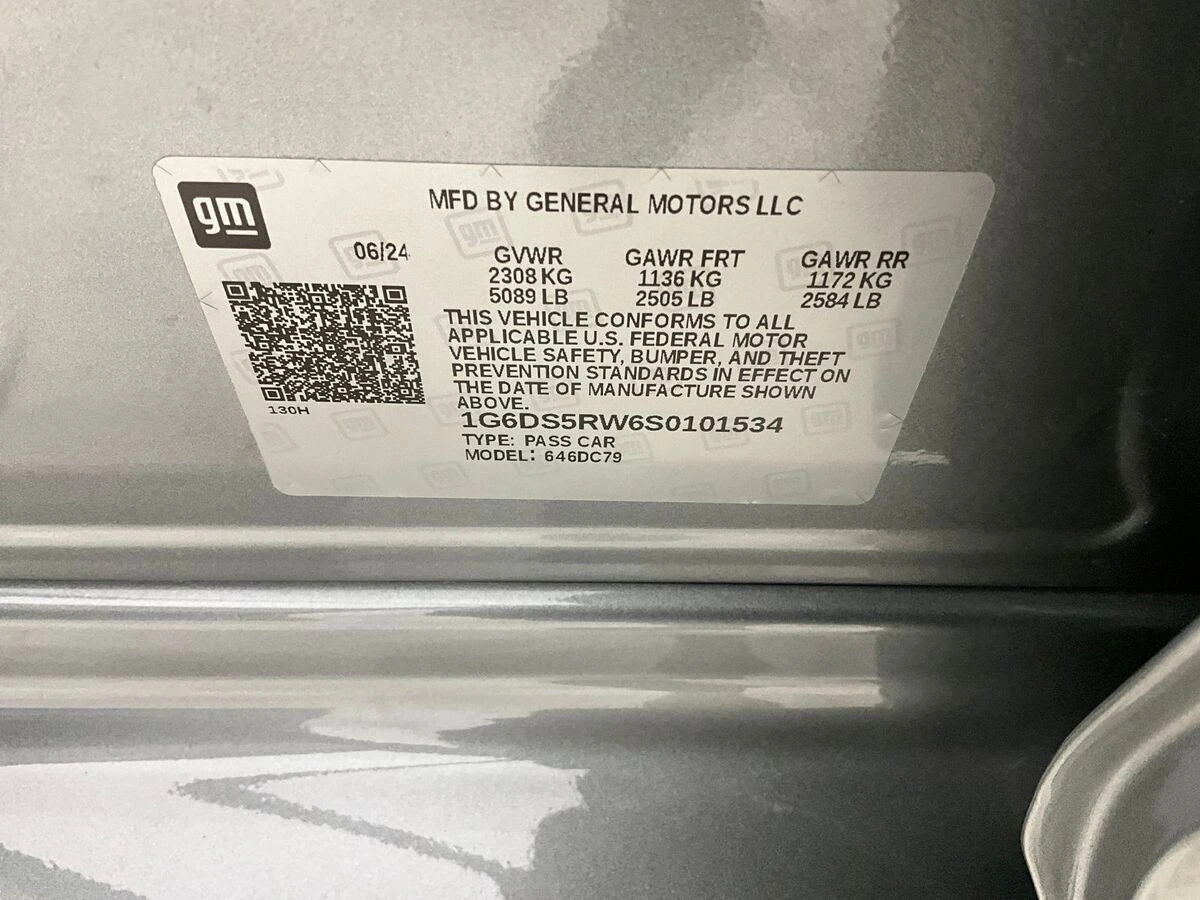 gm
MFD BY GENERAL MOTORS LLC
06/24
GVWR GAWR FRT GAWR RR
2308 KG 1136 KG 1172 KG
5089 LB 2505 LB 2584 LB
THIS VEHICLE CONFORMS TO ALL
APPLICABLE U.S. FEDERAL MOTOR
VEHICLE SAFETY, BUMPER, AND THEFT
PREVENTION STANDARDS IN EFFECT ON
THE DATE OF MANUFACTURE SHOWN
ABOVE.
130H
1G6DS5RW6S0101534
TYPE: PASS CAR
MODEL: 646DC79